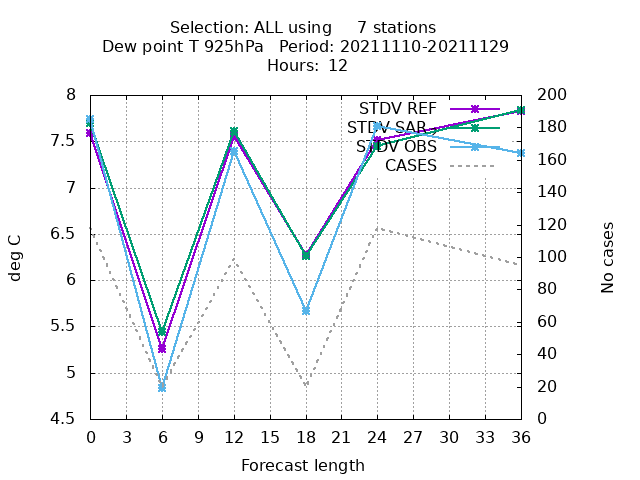 Selection: ALL using 7 stations
Dew point T 925hPa Period: 20211110-20211129
Hours: 12
8
7.5
7
6.5
6
5.5
5
4.5
deg C
200
180
160
140
120
100
80
60
40
20
0
No cases
STDV REF
STDV SAR
STDV OBS
CASES
0 3 6 9 12 15 18 21 24 27 30 33 36
Forecast length